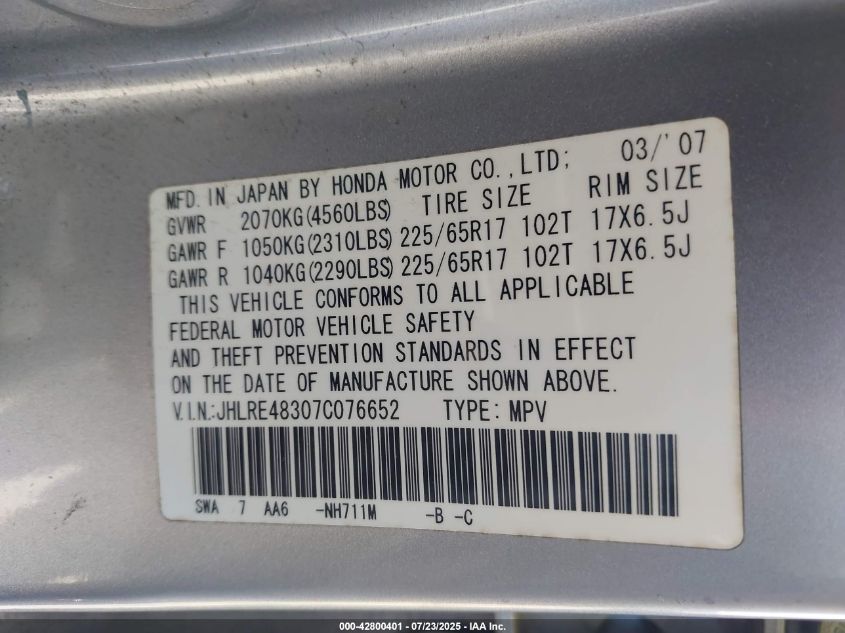 MFD. IN JAPAN BY HONDA MOTOR CO.,LTD; 03/'07
GVWR 2070KG(4560LBS) TIRE SIZE RIM SIZE
GAWR F 1050KG(2310LBS) 225/65R17 102T 17X6.5J
GAWR R 1040KG(2290LBS) 225/65R17 102T 17X6.5J
THIS VEHICLE CONFORMS TO ALL APPLICABLE
FEDERAL MOTOR VEHICLE SAFETY
AND THEFT PREVENTION STANDARDS IN EFFECT
ON THE DATE OF MANUFACTURE SHOWN ABOVE.
V.I.N.:JHLRE48307C076652 TYPE: MPV
SWA 7 AA6 -NH711M -B -C
000-42800401 - 07/23/2025 - IAA Inc.